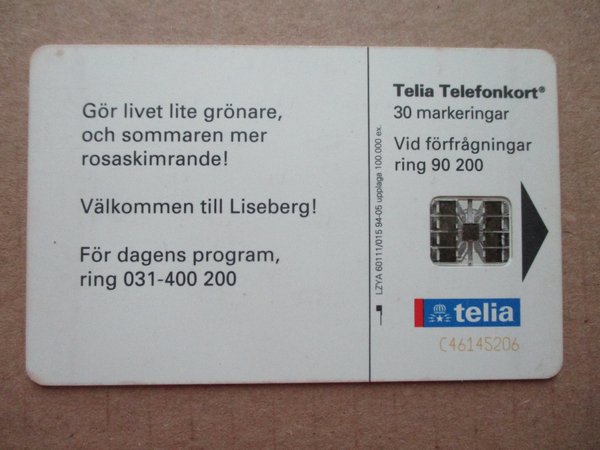 Gör livet lite grönare,
och sommaren mer
rosaskimrande!
Välkommen till Liseberg!
För dagens program,
ring 031-400 200
LZYA 60111/015 94-05 upplaga 100.000 ex.
Telia Telefonkort®
30 markeringar
Vid förfrågningar
ring 90 200
telia
C46145206